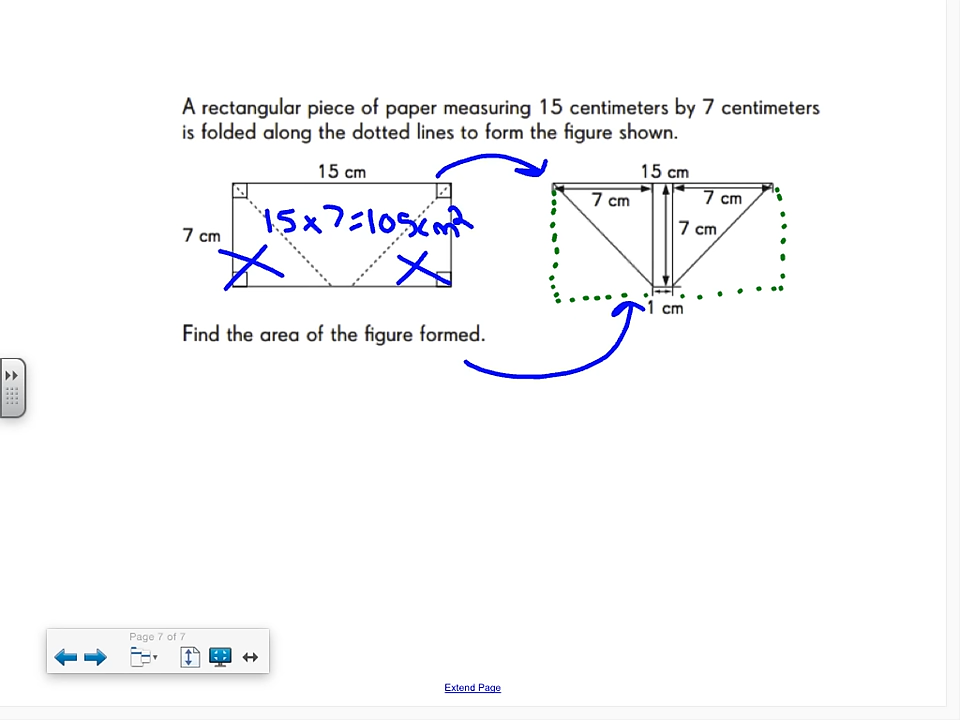 A rectangular piece of paper measuring 15 centimeters by 7 centimeters
is folded along the dotted lines to form the figure shown.
15 cm
15 x 7 = 105cm²
7 cm
15 cm
7 cm
7 cm
7 cm
1 cm
Find the area of the figure formed.
Page 7 of 7
Extend Page